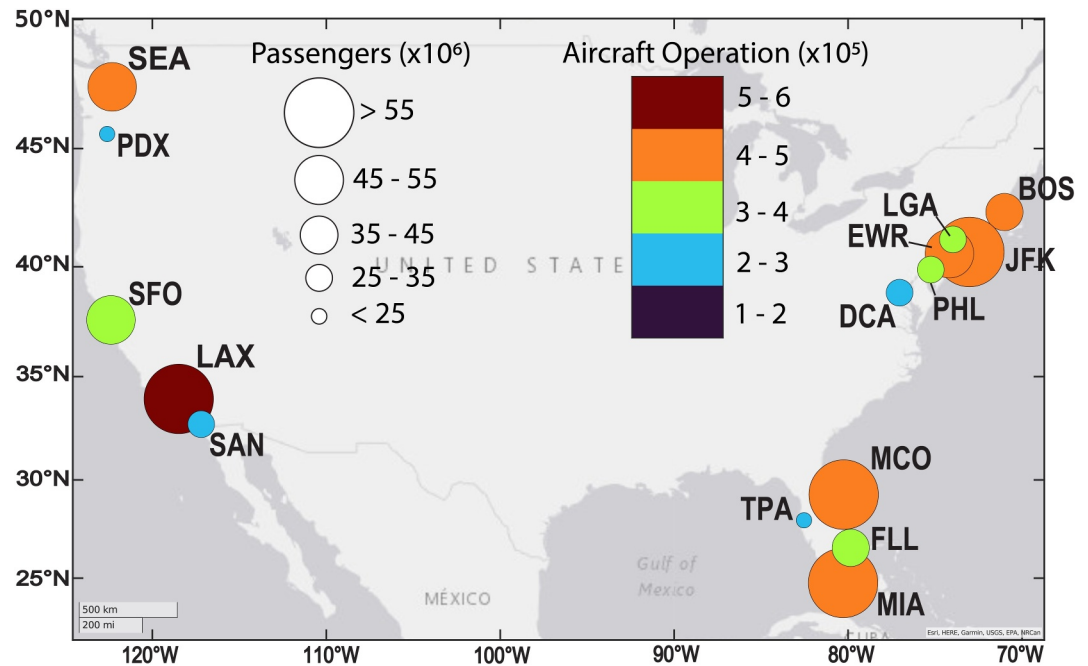 50°N
45°N
40°N
35°N
30°N
25°N
120°W
110°W
100°W
90°W
80°W
70°W
Passengers (x10⁶)
> 55
45 - 55
35 - 45
25 - 35
< 25
Aircraft Operation (x10⁵)
5 - 6
4 - 5
3 - 4
2 - 3
1 - 2
SEA
PDX
SFO
LAX
SAN
BOS
LGA
EWR
JFK
PHL
DCA
MCO
TPA
FLL
MIA
UNITED STATE
MÉXICO
Gulf of
Mexico
CUBA
500 km
200 mi
Esri, HERE, Garmin, USGS, EPA, NRCan